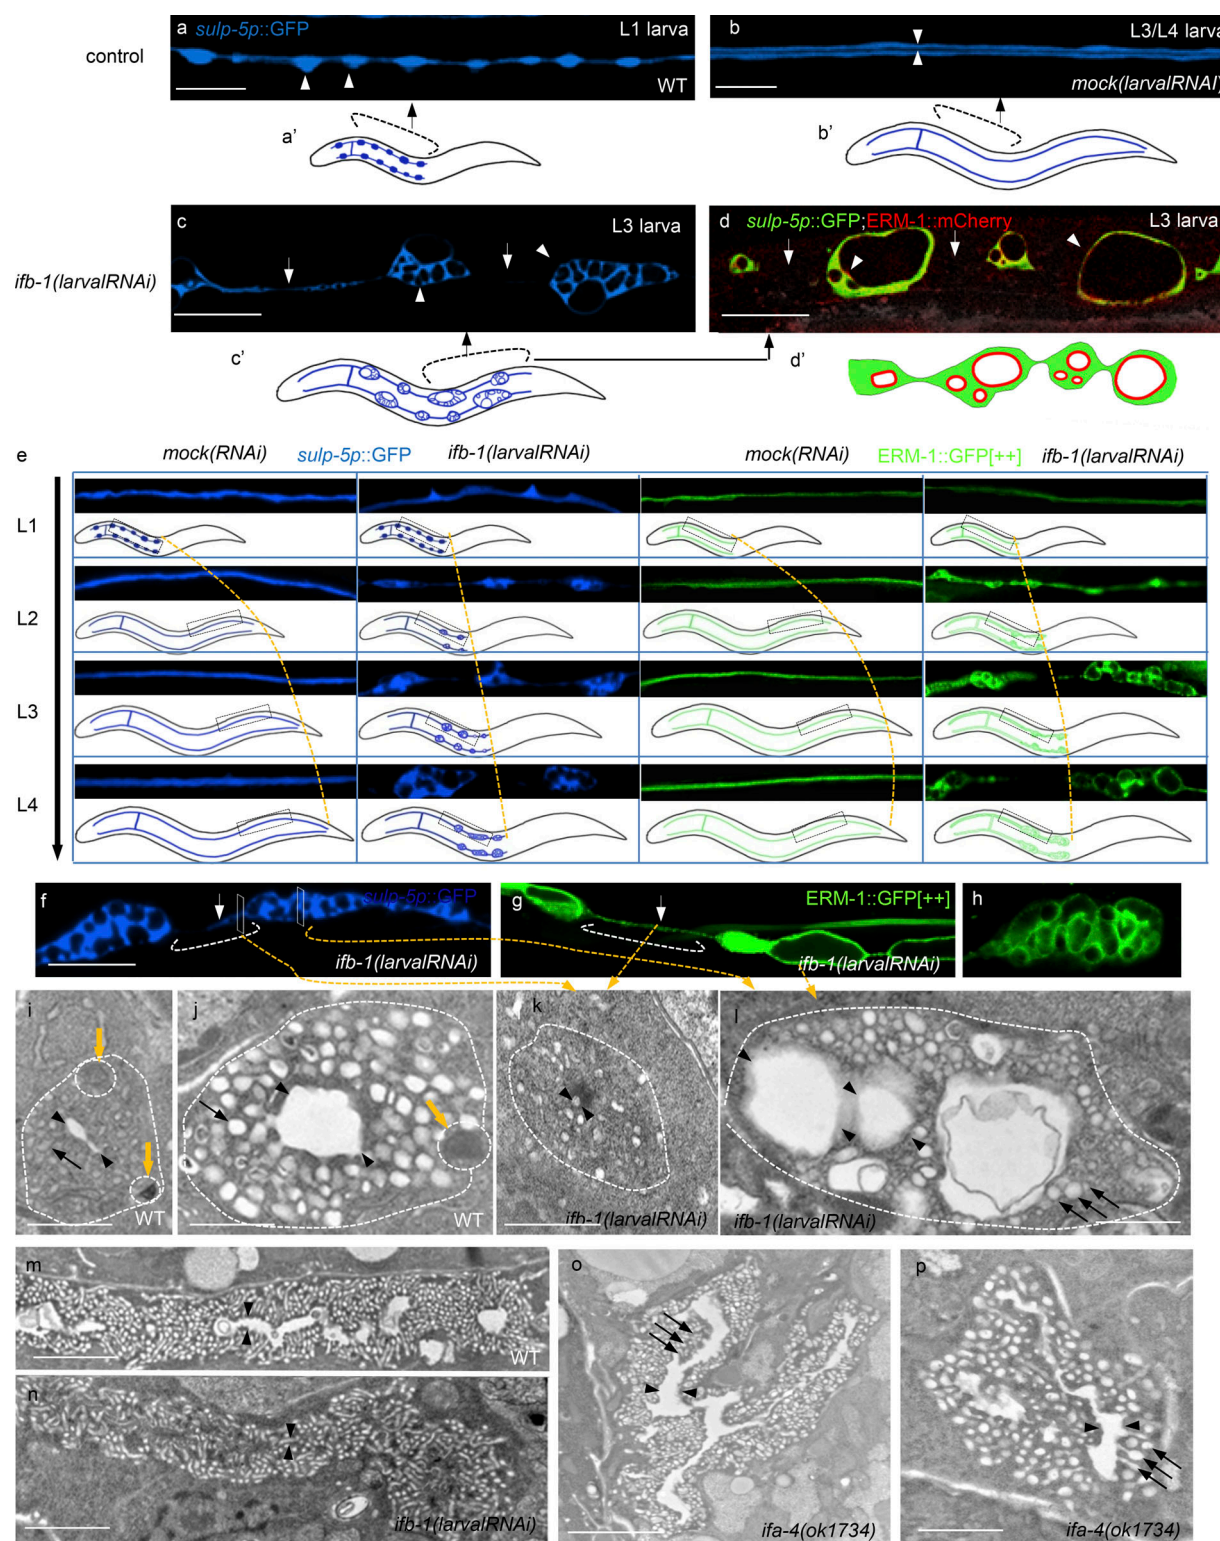 a sulp-5p::GFP L1 larva
b L3/L4 larva
control
WT
mock(larvalRNAI)
a'
b'
c L3 larva
d sulp-5p::GFP;ERM-1::mCherry
L3 larva
ifb-1(larvalRNAi)
c'
d'
e
mock(RNAi) sulp-5p::GFP ifb-1(larvalRNAi) mock(RNAi) ERM-1::GFP[++] ifb-1(larvalRNAi)
L1
L2
L3
L4
f sulp-5p::GFP
ifb-1(larvalRNAi)
g ERM-1::GFP[++]
ifb-1(larvalRNAi)
h
i
WT
j
WT
k
ifb-1(larvalRNAi)
l
ifb-1(larvalRNAi)
m
WT
n
ifb-1(larvalRNAi)
o
ifa-4(ok1734)
p
ifa-4(ok1734)